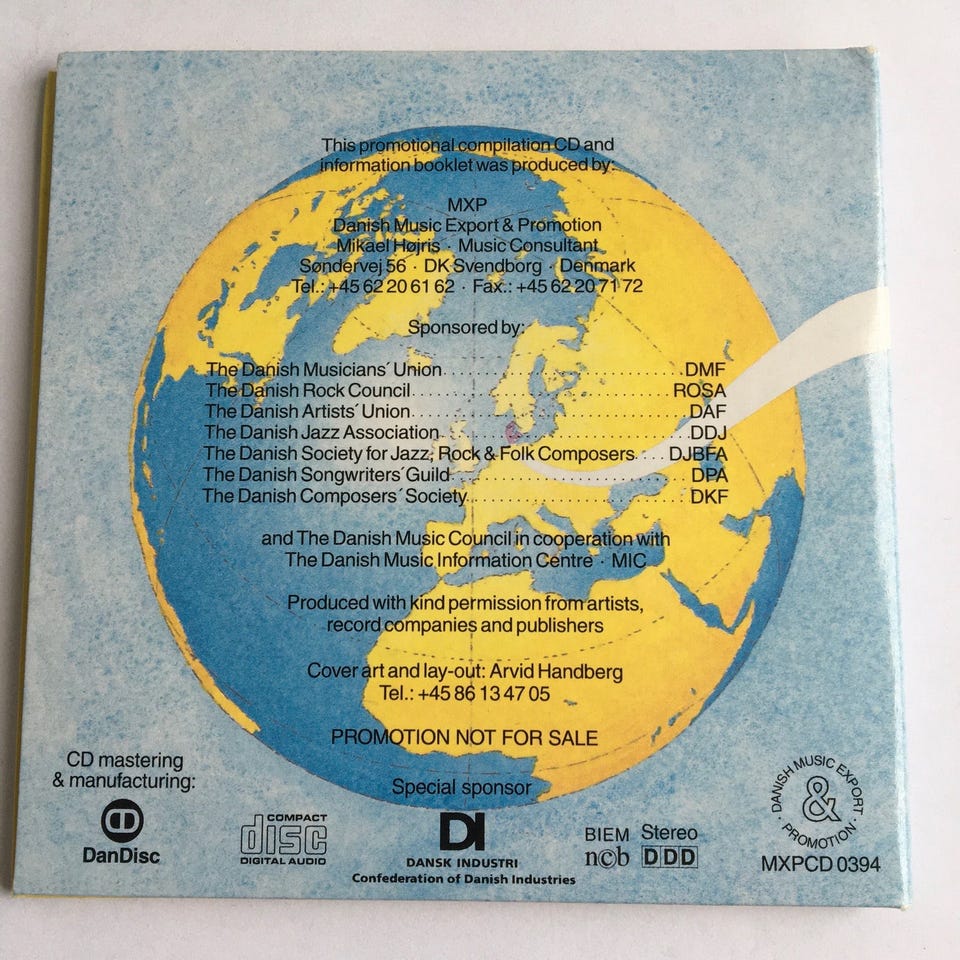 This promotional compilation CD and
information booklet was produced by:
MXP
Danish Music Export & Promotion
Mikael Højris · Music Consultant
Søndervej 56 · DK Svendborg · Denmark
Tel.: +45 62 20 61 62 · Fax.: +45 62 20 71 72
Sponsored by:
The Danish Musicians´ Union.......................................DMF
The Danish Rock Council..........................................ROSA
The Danish Artists´ Union..........................................DAF
The Danish Jazz Association.......................................DDJ
The Danish Society for Jazz, Rock & Folk Composers....DJBFA
The Danish Songwriters´ Guild....................................DPA
The Danish Composers´ Society..................................DKF
and The Danish Music Council in cooperation with
The Danish Music Information Centre · MIC
Produced with kind permission from artists,
record companies and publishers
Cover art and lay-out: Arvid Handberg
Tel.: +45 86 13 47 05
PROMOTION NOT FOR SALE
CD mastering
& manufacturing:
DanDisc
COMPACT
disc
DIGITAL AUDIO
Special sponsor
DI
DANSK INDUSTRI
Confederation of Danish Industries
BIEM Stereo
ncb DDD
DANISH MUSIC EXPORT
&
· PROMOTION ·
MXPCD 0394